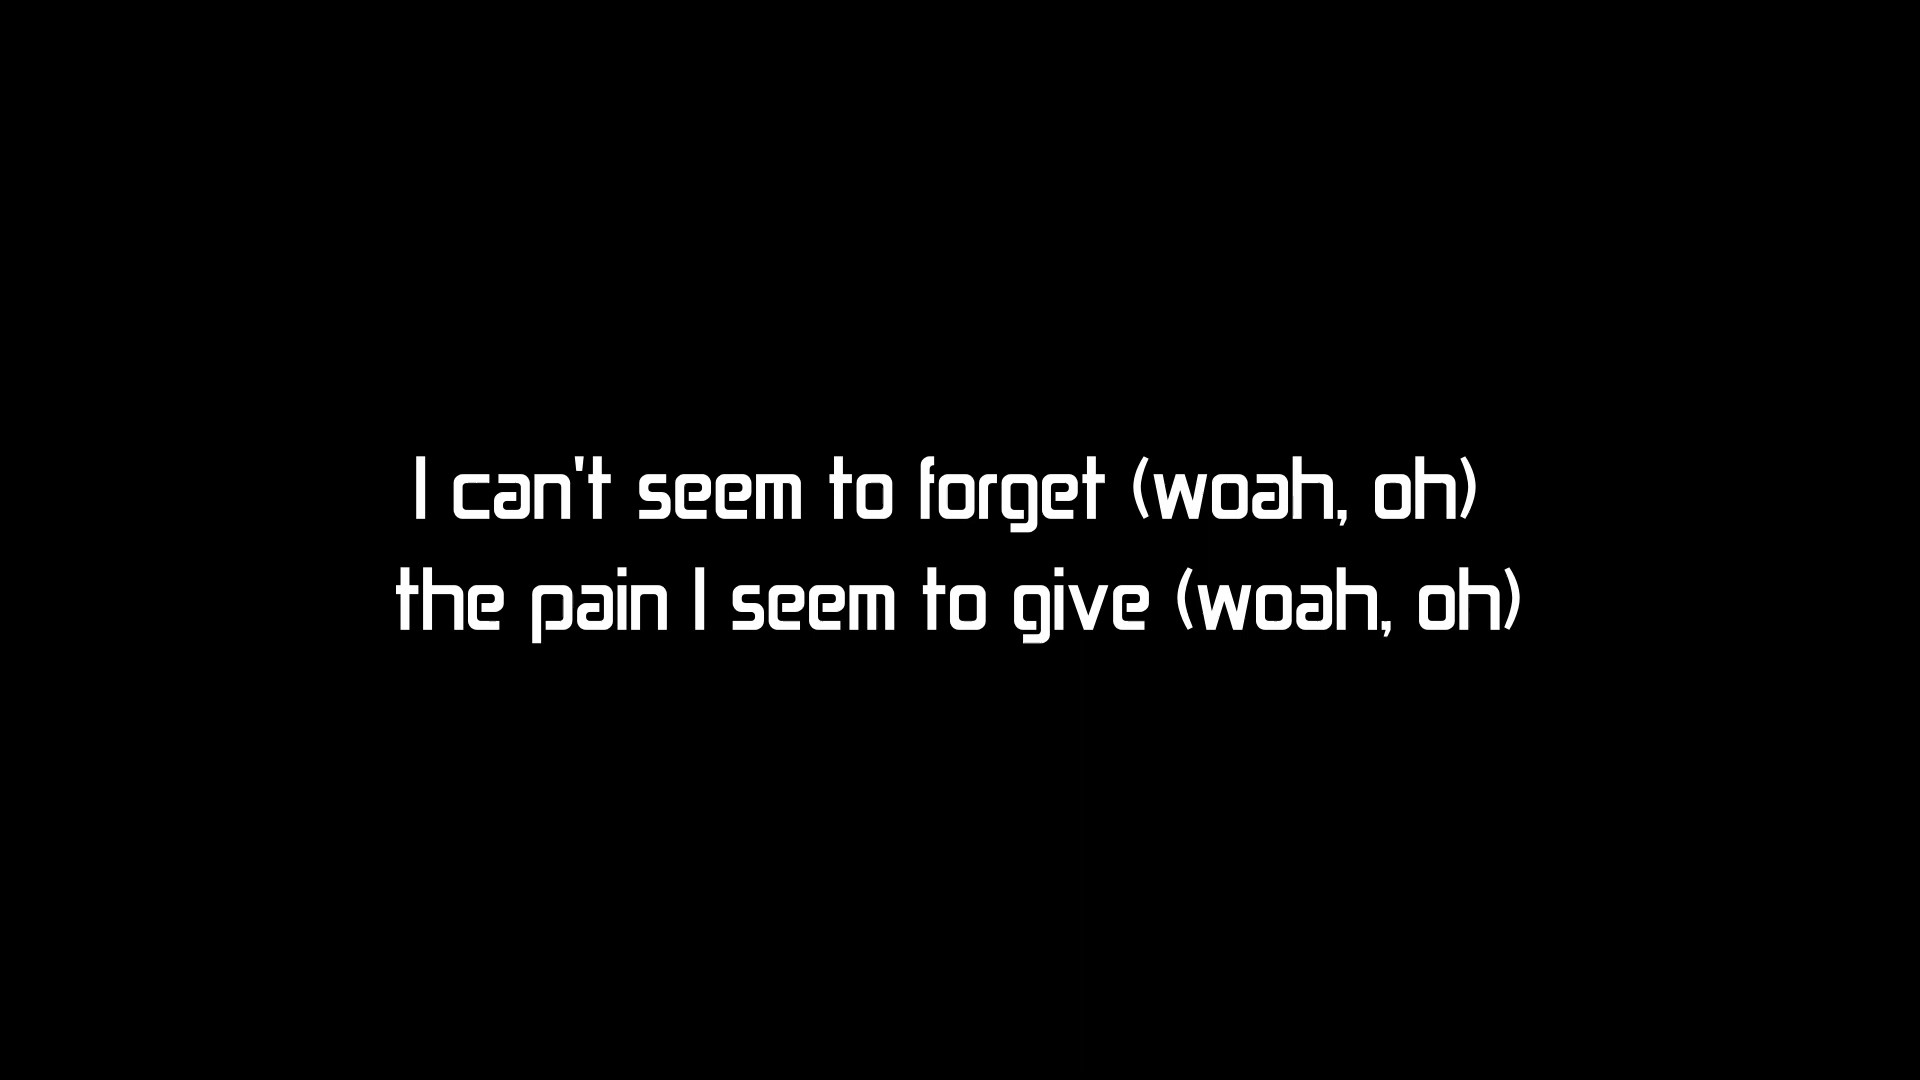 I can't seem to forget (woah, oh)
the pain I seem to give (woah, oh)